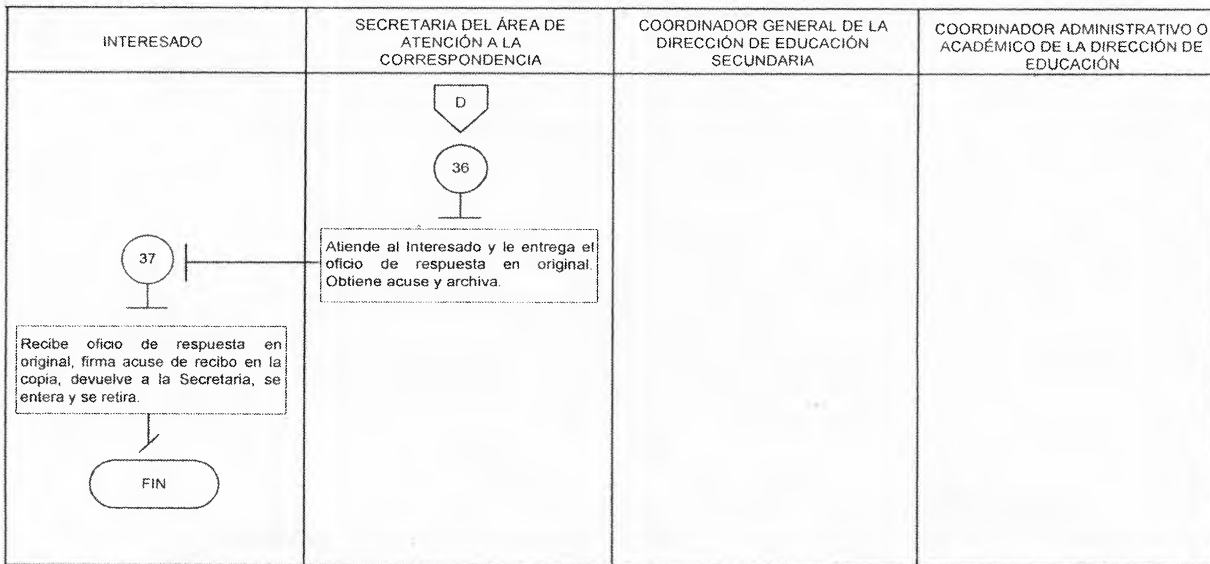 INTERESADO
SECRETARIA DEL ÁREA DE
ATENCIÓN A LA
CORRESPONDENCIA
COORDINADOR GENERAL DE LA
DIRECCIÓN DE EDUCACIÓN
SECUNDARIA
COORDINADOR ADMINISTRATIVO O
ACADÉMICO DE LA DIRECCIÓN DE
EDUCACIÓN
D
36
Atiende al Interesado y le entrega el
oficio de respuesta en original.
Obtiene acuse y archiva.
37
Recibe oficio de respuesta en
original, firma acuse de recibo en la
copia, devuelve a la Secretaria, se
entera y se retira.
FIN